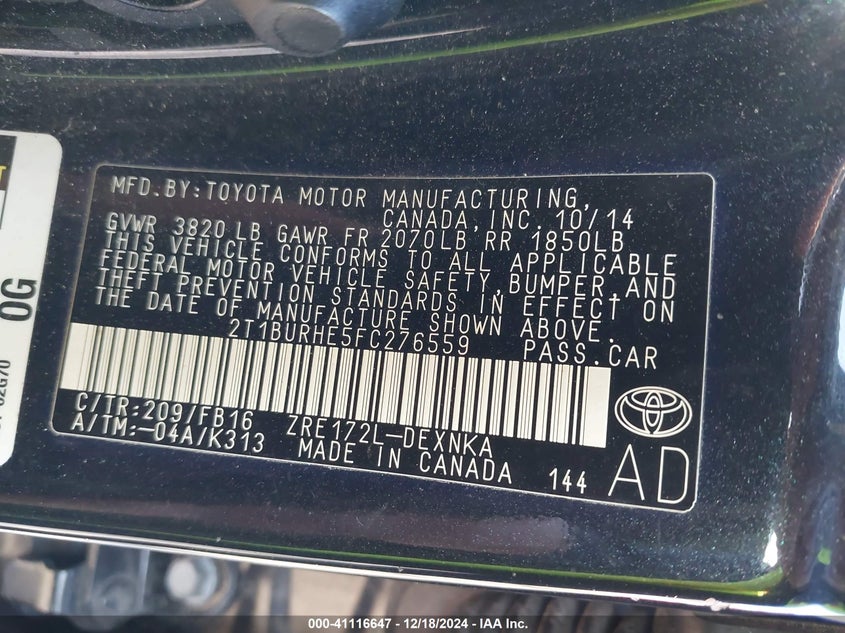 MFD.BY:TOYOTA MOTOR MANUFACTURING,
CANADA,INC. 10/14
GVWR 3820LB GAWR FR 2070LB RR 1850LB
THIS VEHICLE CONFORMS TO ALL APPLICABLE
FEDERAL MOTOR VEHICLE SAFETY,BUMPER,AND
THEFT PREVENTION STANDARDS IN EFFECT ON
THE DATE OF MANUFACTURE SHOWN ABOVE.
2T1BURHE5FC276559 PASS.CAR
C/TR:209/FB16 ZRE172L-DEXNKA
A/TM:-04A/K313 MADE IN CANADA 144
AD
OG
02G70
000-41116647 - 12/18/2024 - IAA Inc.